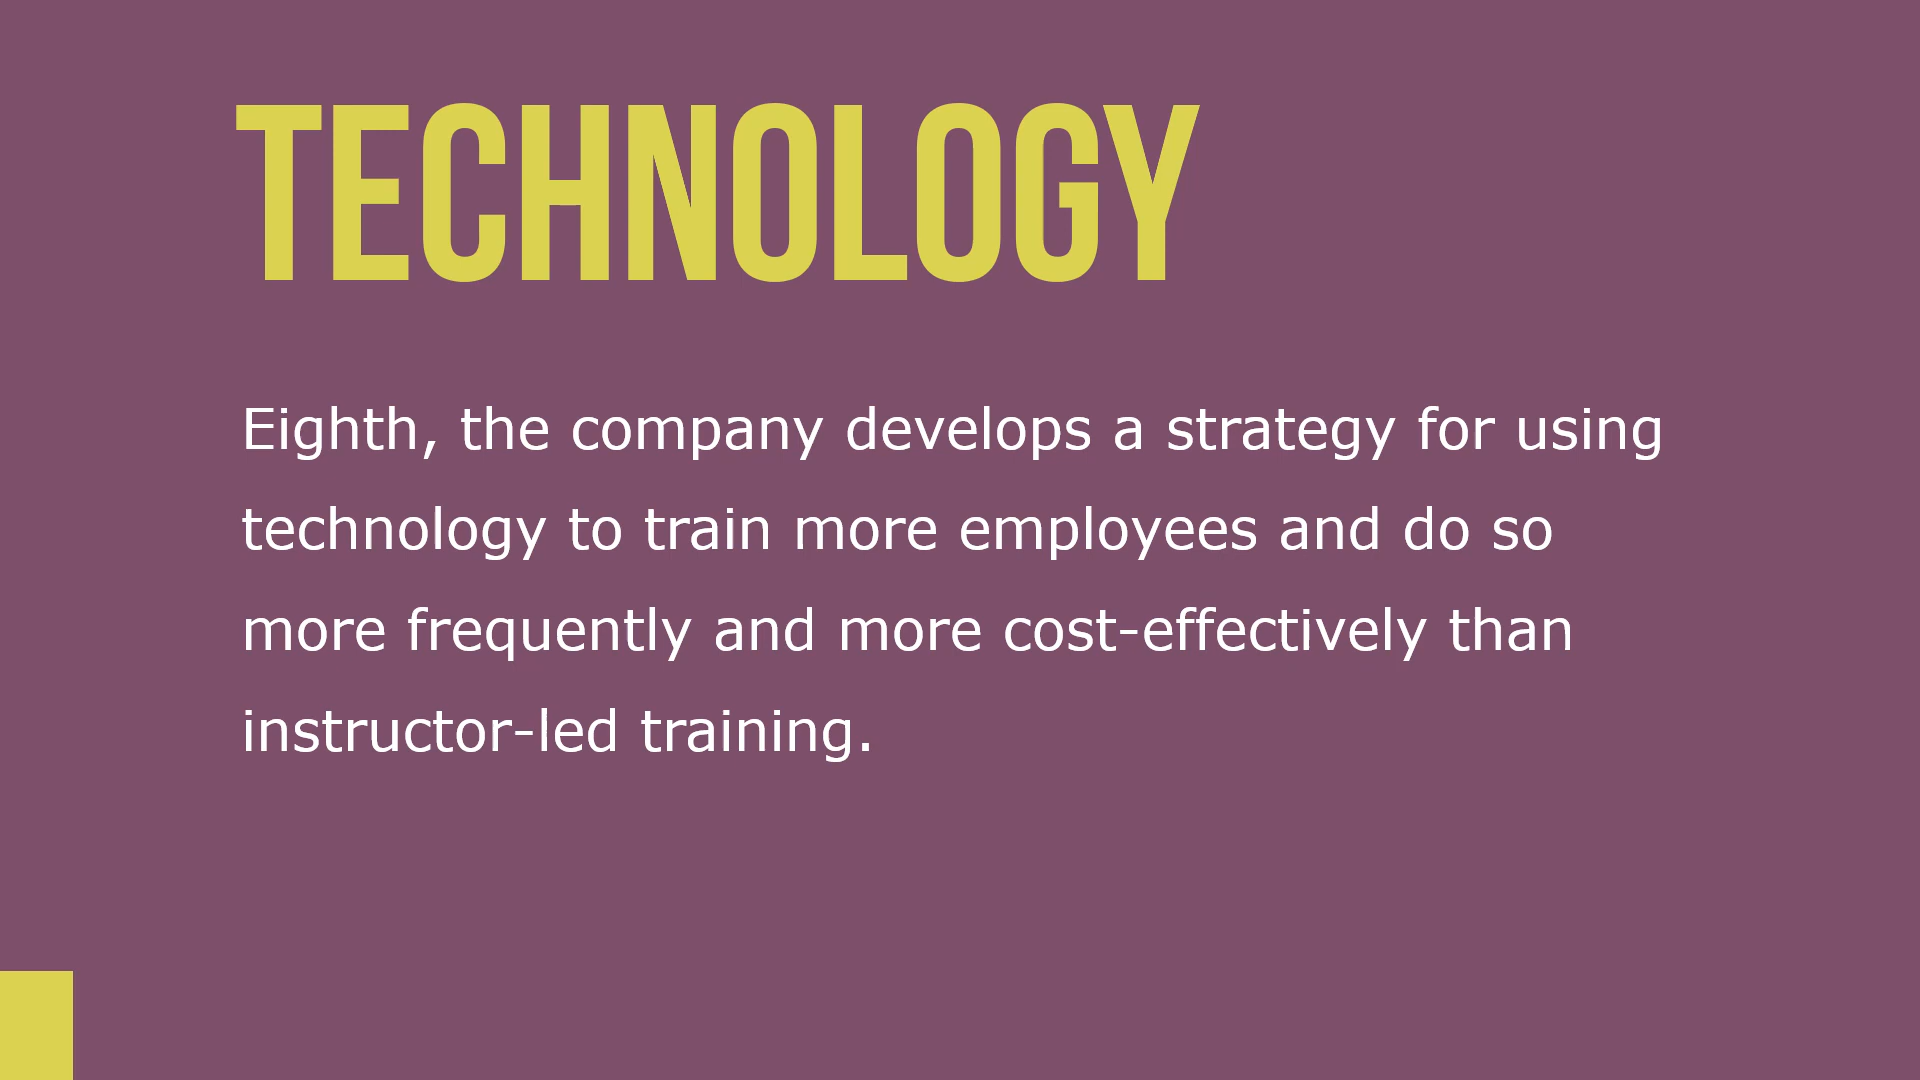 TECHNOLOGY
Eighth, the company develops a strategy for using
technology to train more employees and do so
more frequently and more cost-effectively than
instructor-led training.